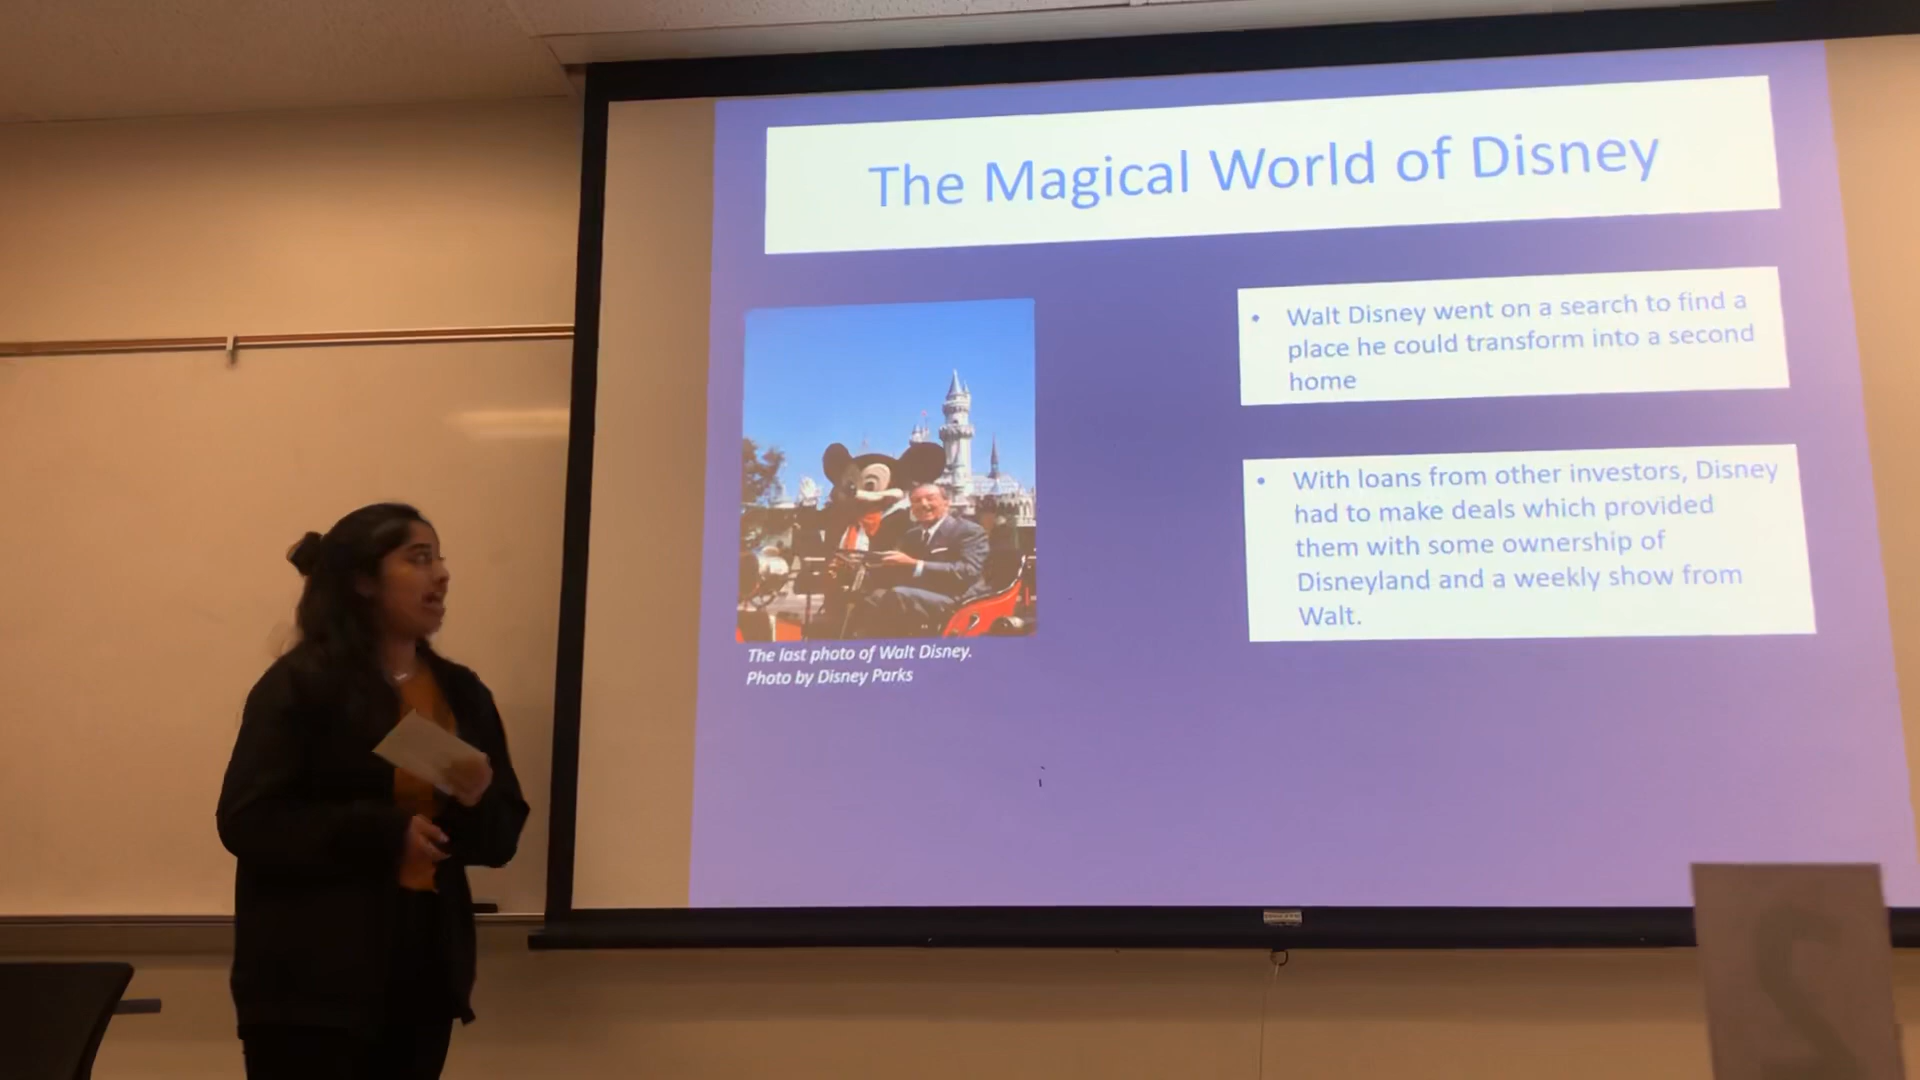 The Magical World of Disney
• Walt Disney went on a search to find a
place he could transform into a second
home
• With loans from other investors, Disney
had to make deals which provided
them with some ownership of
Disneyland and a weekly show from
Walt.
The last photo of Walt Disney.
Photo by Disney Parks
2